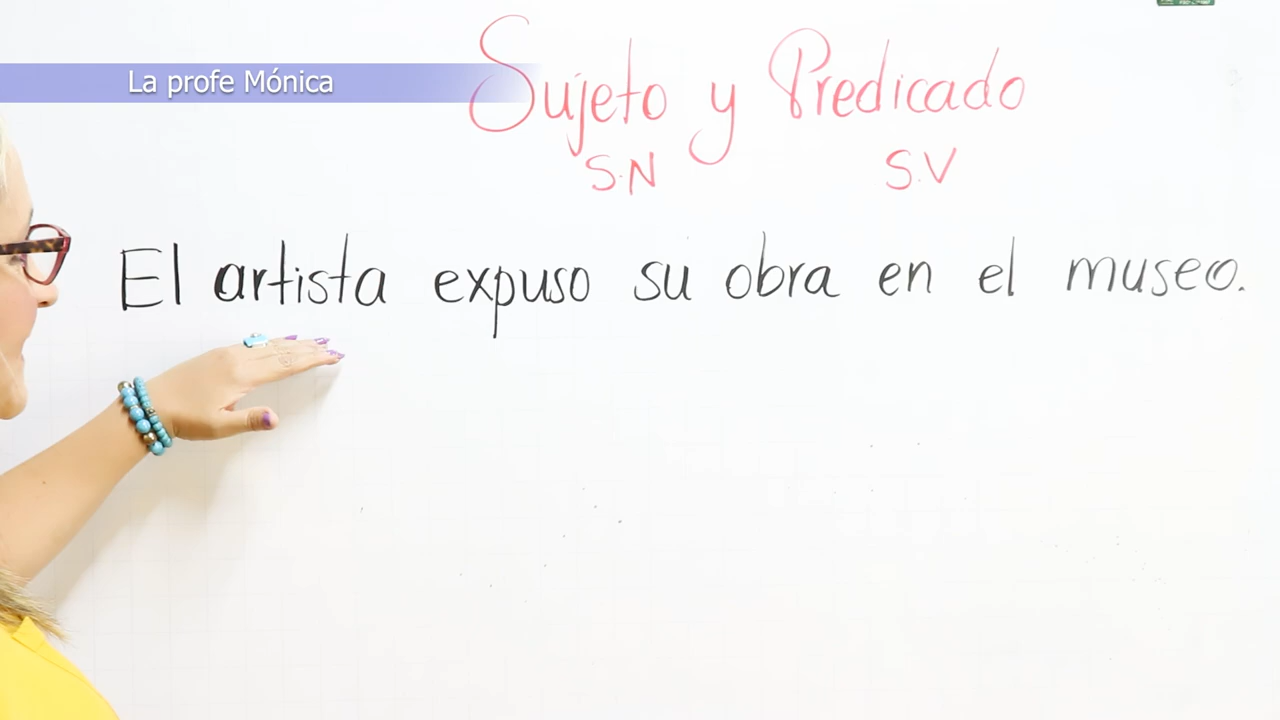 La profe Mónica
Sujeto y Predicado
S.N S.V
El artista expuso su obra en el museo.